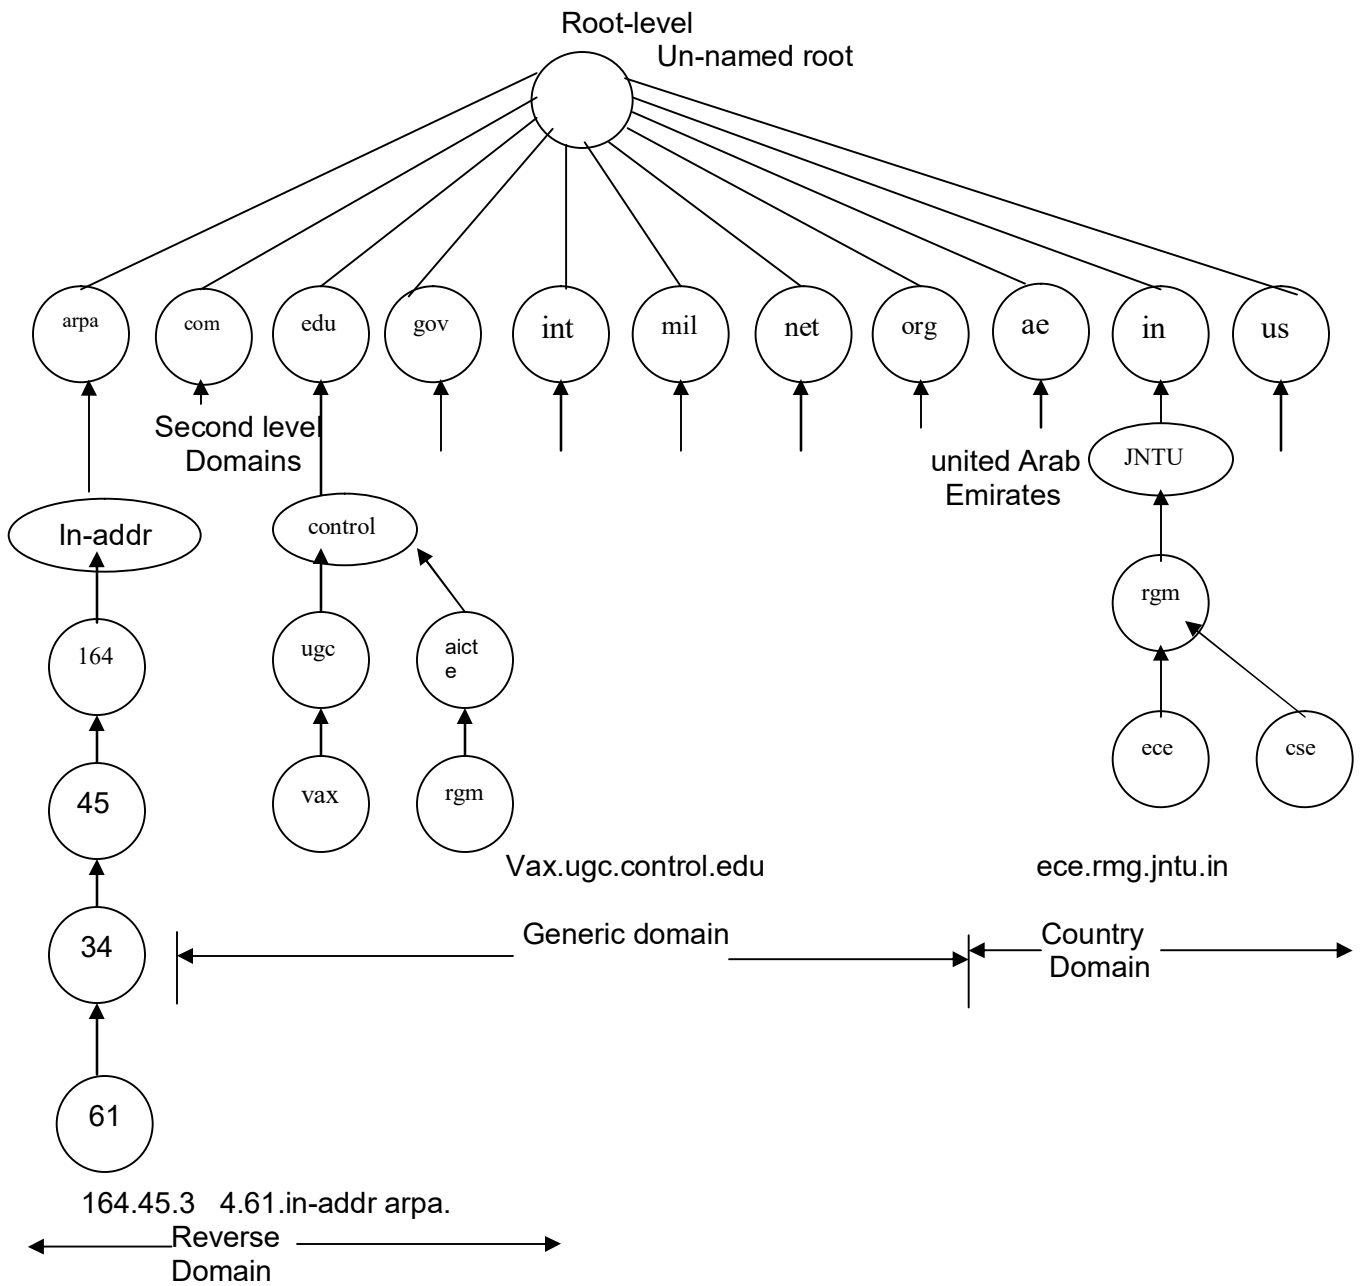 Root-level
Un-named root
arpa
com
edu
gov
int
mil
net
org
ae
in
us
Second level
Domains
united Arab
Emirates
JNTU
In-addr
control
rgm
164
ugc
aict
e
ece
cse
45
vax
rgm
Vax.ugc.control.edu
ece.rmg.jntu.in
34
Generic domain
Country
Domain
61
164.45.3 4.61.in-addr arpa.
Reverse
Domain